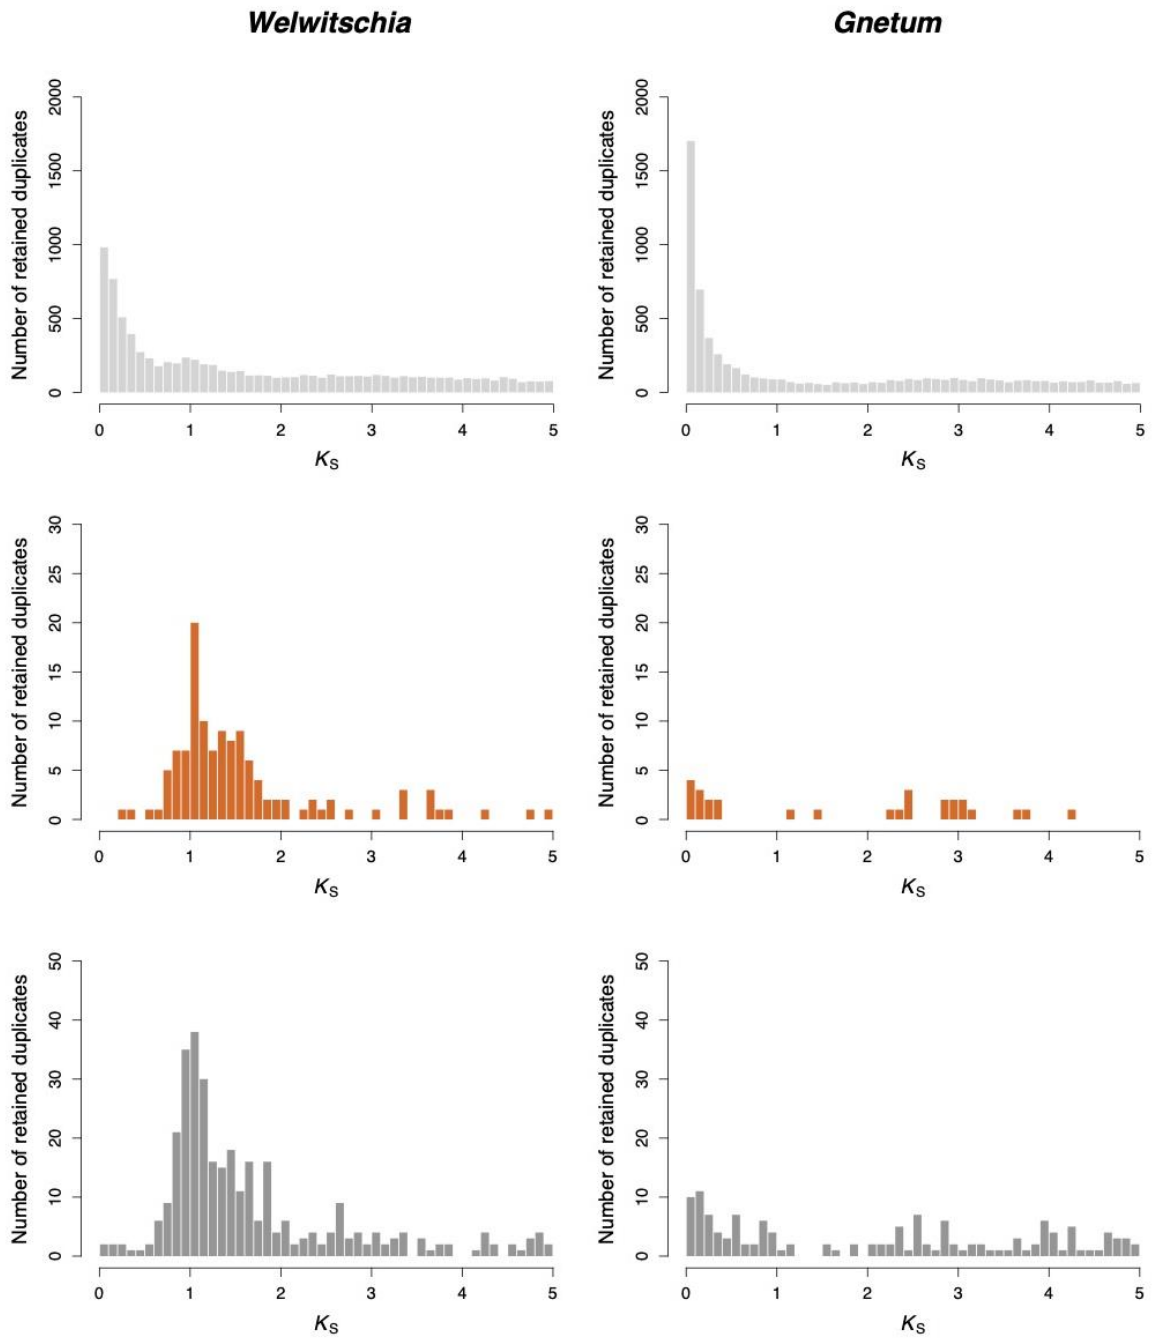 Welwitschia
Gnetum
Number of retained duplicates
0 500 1000 1500 2000
0 1 2 3 4 5
KS
Number of retained duplicates
0 500 1000 1500 2000
0 1 2 3 4 5
KS
Number of retained duplicates
0 5 10 15 20 25 30
0 1 2 3 4 5
KS
Number of retained duplicates
0 5 10 15 20 25 30
0 1 2 3 4 5
KS
Number of retained duplicates
0 10 20 30 40 50
0 1 2 3 4 5
KS
Number of retained duplicates
0 10 20 30 40 50
0 1 2 3 4 5
KS